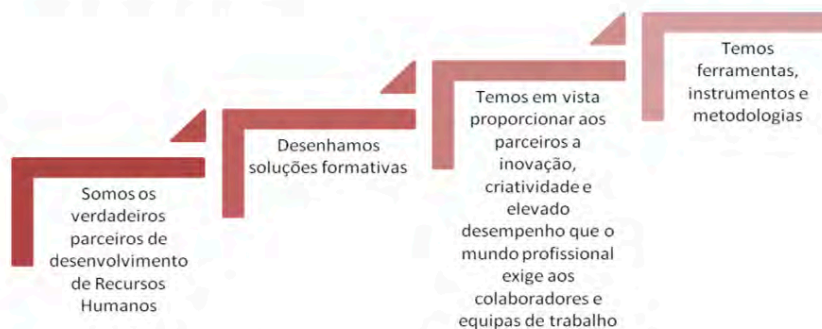 Somos os
verdadeiros
parceiros de
desenvolvimento
de Recursos
Humanos
Desenhamos
soluções formativas
Temos em vista
proporcionar aos
parceiros a
inovação,
criatividade e
elevado
desempenho que o
mundo profissional
exige aos
colaboradores e
equipas de trabalho
Temos
ferramentas,
instrumentos e
metodologias